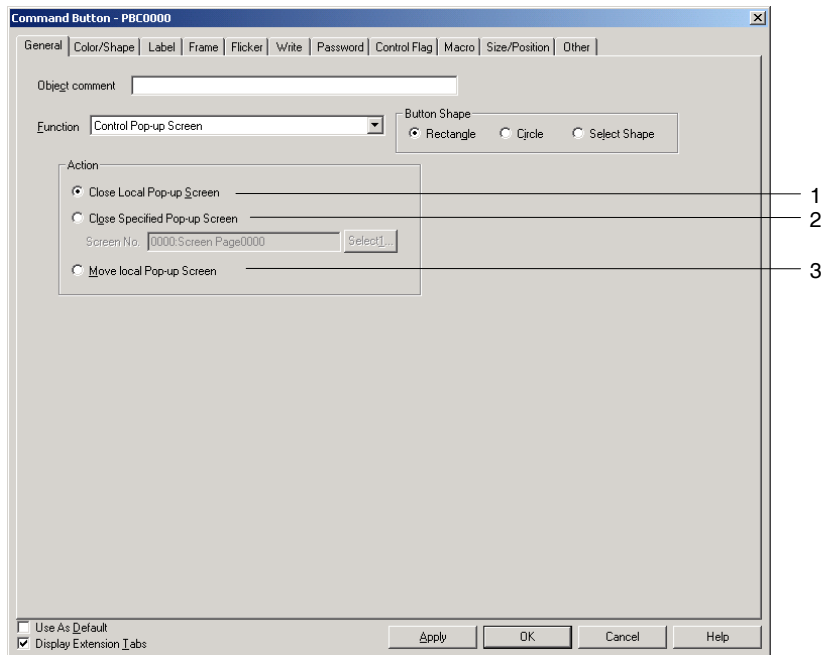 Command Button - PBC0000
General Color/Shape Label Frame Flicker Write Password Control Flag Macro Size/Position Other
Object comment
Function Control Pop-up Screen
Button Shape
Rectangle Circle Select Shape
Action
Close Local Pop-up Screen 1
Close Specified Pop-up Screen 2
Screen No. 0000:Screen Page0000 Select1...
Move local Pop-up Screen 3
Use As Default
Display Extension Tabs
Apply OK Cancel Help